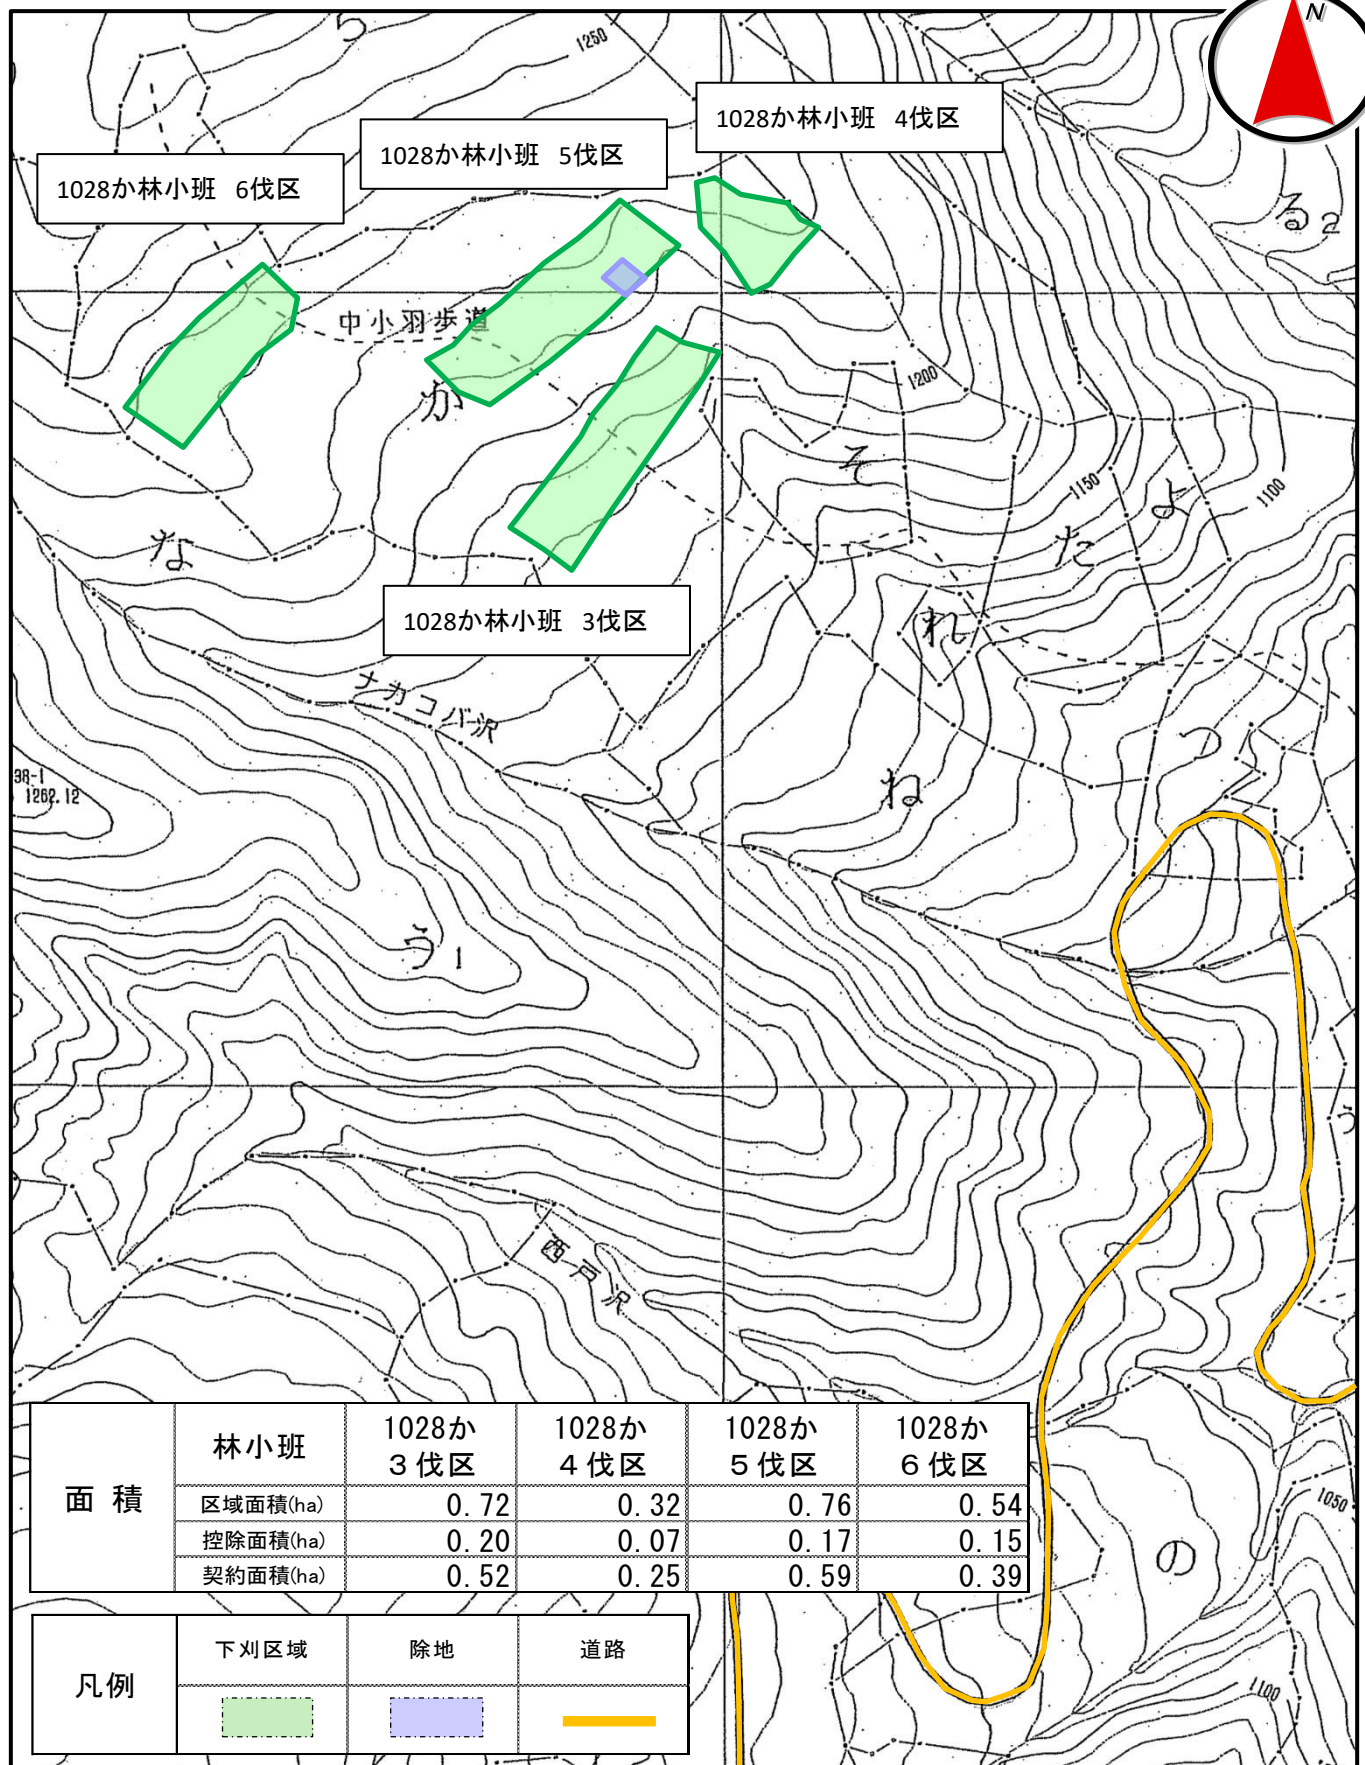 N
ら
1250
1028か林小班 4伐区
1028か林小班 5伐区
1028か林小班 6伐区
る2
中小羽歩道
か
1200
そ
1150
よ
1100
な
た
れ
1028か林小班 3伐区
ナカコバ沢
つ
ね
38-1
1262.12
う1
西戸沢
面 積
林小班 1028か 3伐区 1028か 4伐区 1028か 5伐区 1028か 6伐区
区域面積(ha) 0.72 0.32 0.76 0.54
控除面積(ha) 0.20 0.07 0.17 0.15
契約面積(ha) 0.52 0.25 0.59 0.39
1050
の
凡例
下刈区域 除地 道路
1100